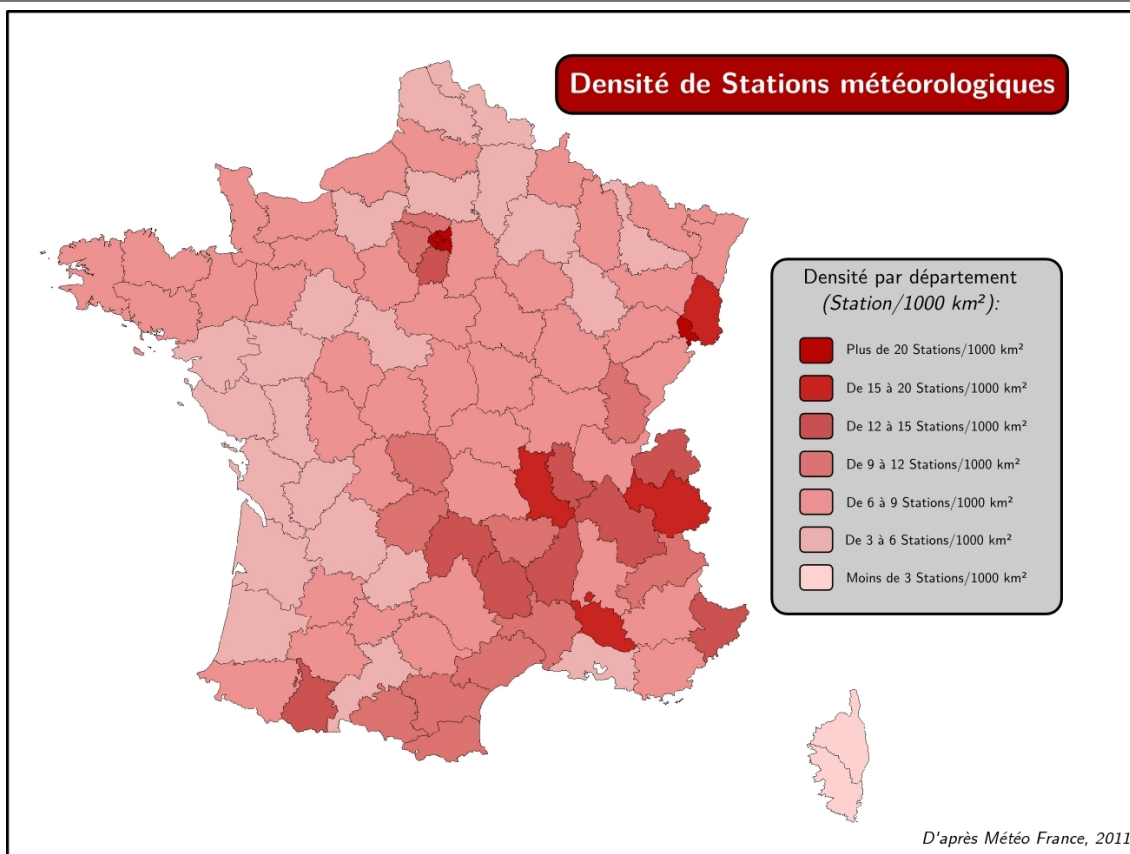 Densité de Stations météorologiques
Densité par département
(Station/1000 km²):
Plus de 20 Stations/1000 km²
De 15 à 20 Stations/1000 km²
De 12 à 15 Stations/1000 km²
De 9 à 12 Stations/1000 km²
De 6 à 9 Stations/1000 km²
De 3 à 6 Stations/1000 km²
Moins de 3 Stations/1000 km²
D'après Météo France, 2011